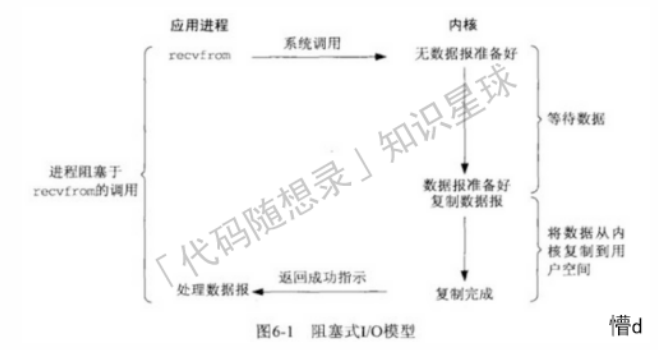 应用进程
内核
recvfrom
系统调用
无数据报准备好
等待数据
进程阻塞于
recvfrom的调用
数据报准备好
复制数据报
将数据从内
核复制到用
户空间
处理数据报
返回成功指示
复制完成
图6-1 阻塞式I/O模型
「代码随想录」知识星球
懵d